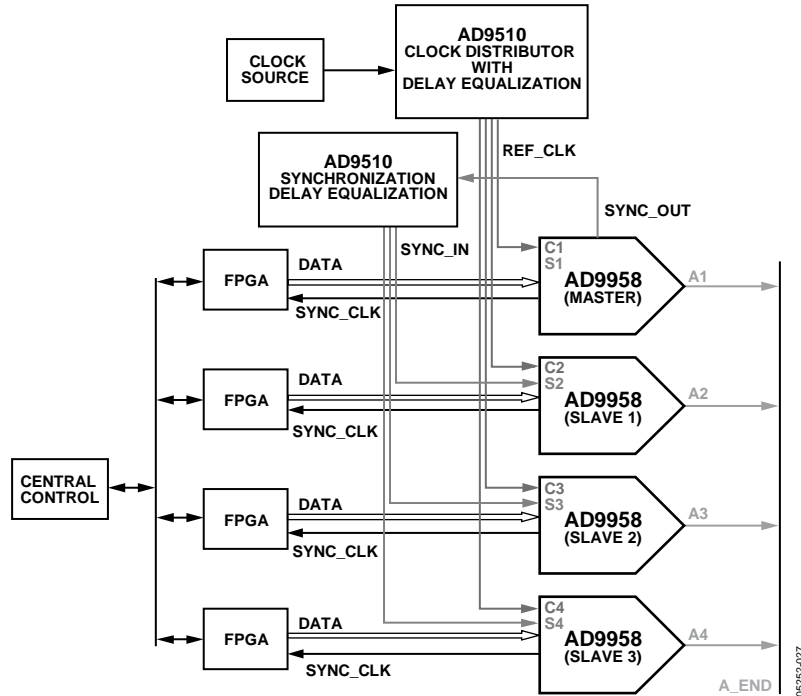 AD9510
CLOCK DISTRIBUTOR
WITH
DELAY EQUALIZATION
CLOCK
SOURCE
REF_CLK
AD9510
SYNCHRONIZATION
DELAY EQUALIZATION
SYNC_OUT
SYNC_IN
FPGA
DATA
SYNC_CLK
C1
S1
AD9958
(MASTER)
A1
FPGA
DATA
SYNC_CLK
C2
S2
AD9958
(SLAVE 1)
A2
CENTRAL
CONTROL
FPGA
DATA
SYNC_CLK
C3
S3
AD9958
(SLAVE 2)
A3
FPGA
DATA
SYNC_CLK
C4
S4
AD9958
(SLAVE 3)
A4
A_END
05252-027